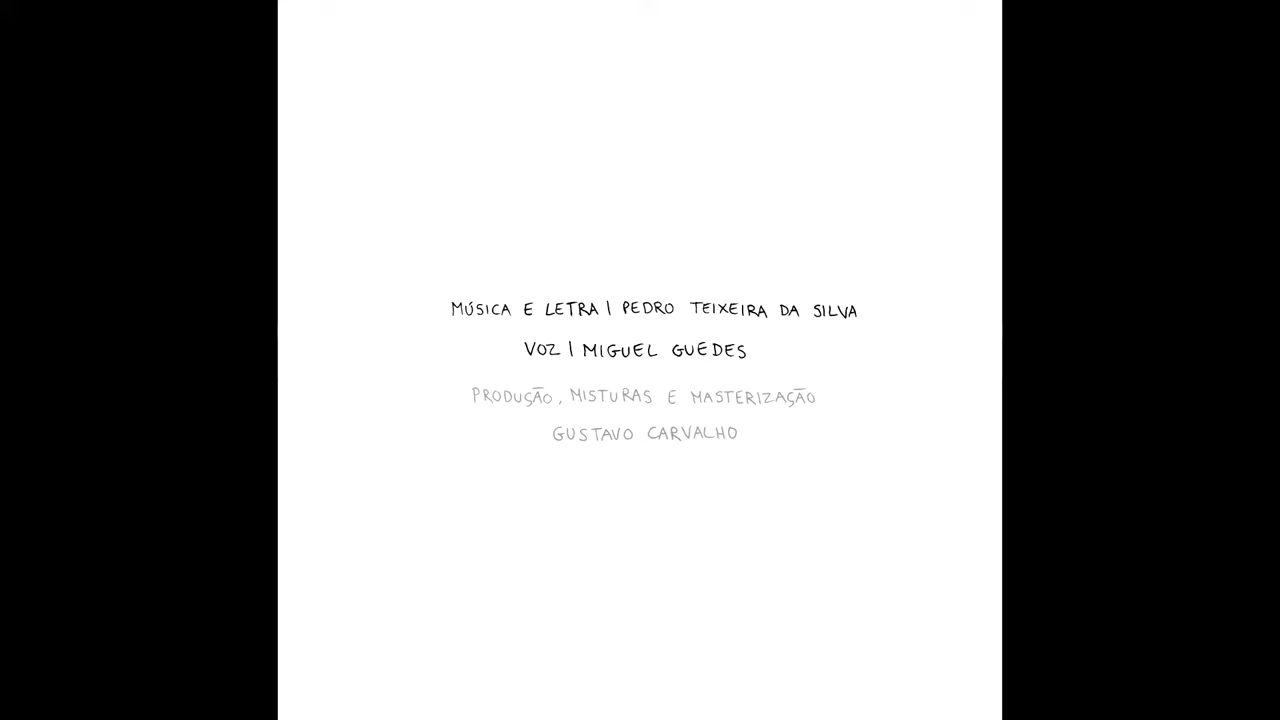 MÚSICA E LETRA | PEDRO TEIXEIRA DA SILVA
VOZ | MIGUEL GUEDES
PRODUÇÃO, MISTURAS E MASTERIZAÇÃO
GUSTAVO CARVALHO